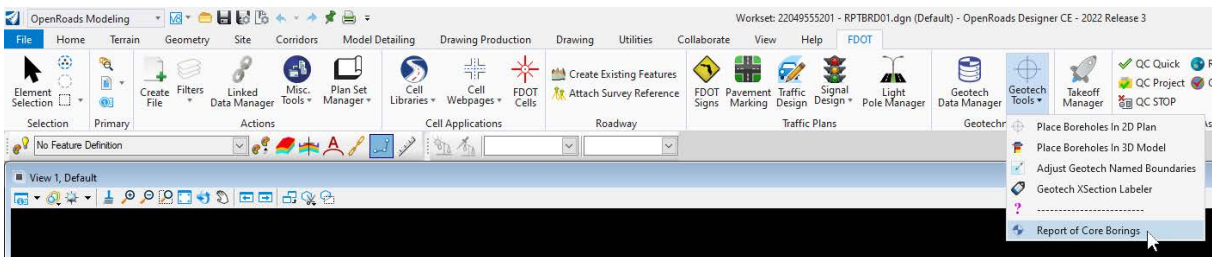 OpenRoads Modeling
Workset: 22049555201 - RPTBRD01.dgn (Default) - OpenRoads Designer CE - 2022 Release 3
File Home Terrain Geometry Site Corridors Model Detailing Drawing Production Drawing Utilities Collaborate View Help FDOT
Element Selection
Create File
Filters
Linked Data Manager
Misc. Tools
Plan Set Manager
Cell Libraries
Cell Webpages
FDOT Cells
Create Existing Features
Attach Survey Reference
FDOT Signs
Pavement Marking
Traffic Design
Signal Design
Light Pole Manager
Geotech Data Manager
Geotech Tools
Takeoff Manager
QC Quick
QC Project
QC STOP
Selection Primary Actions Cell Applications Roadway Traffic Plans Geotechn
No Feature Definition
Place Boreholes In 2D Plan
Place Boreholes In 3D Model
Adjust Geotech Named Boundaries
Geotech XSection Labeler
? ------------------------
Report of Core Borings
View 1, Default